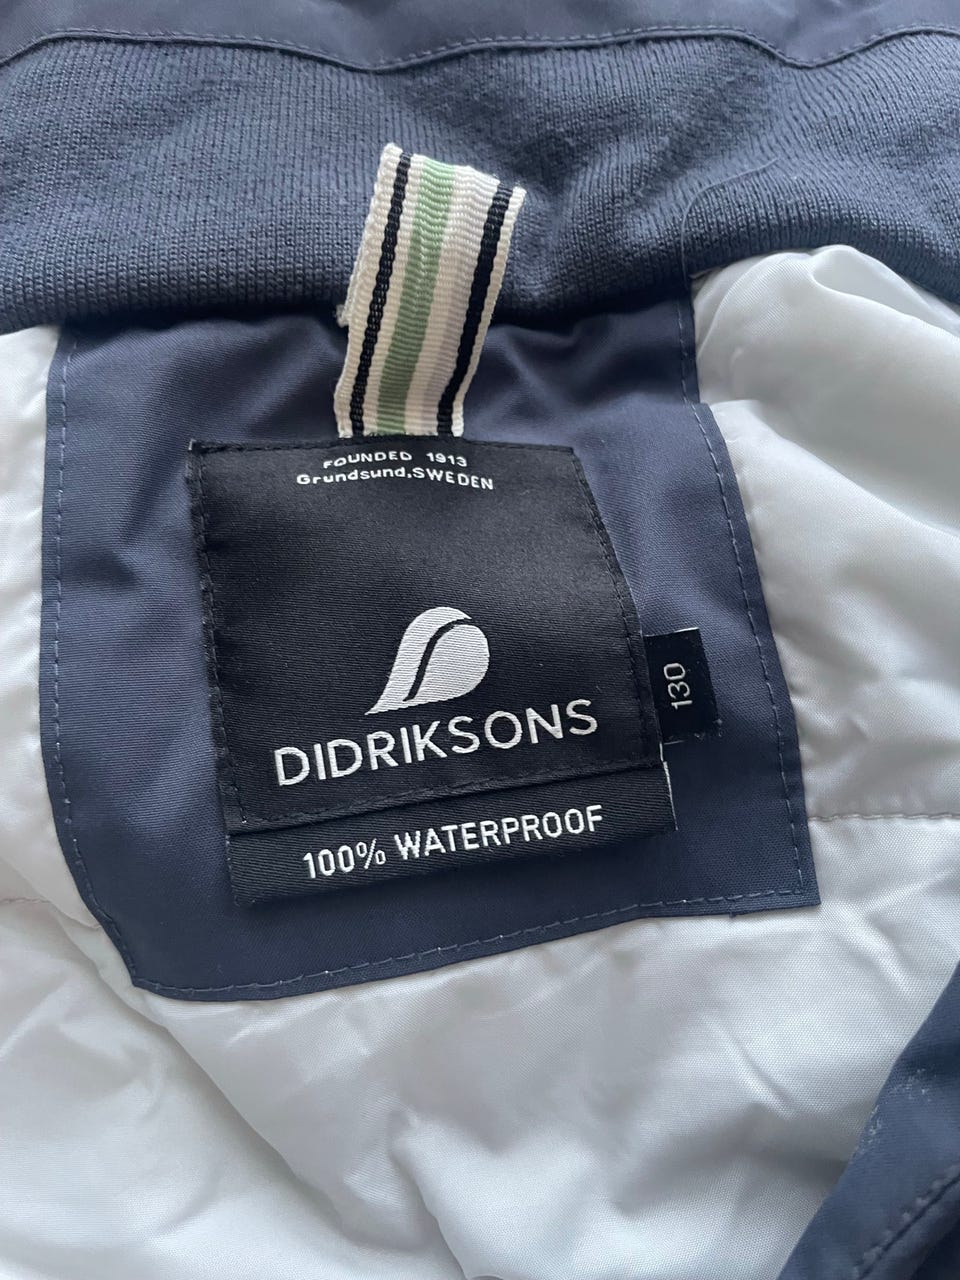 FOUNDED 1913
Grundsund,SWEDEN
DIDRIKSONS
130
100% WATERPROOF